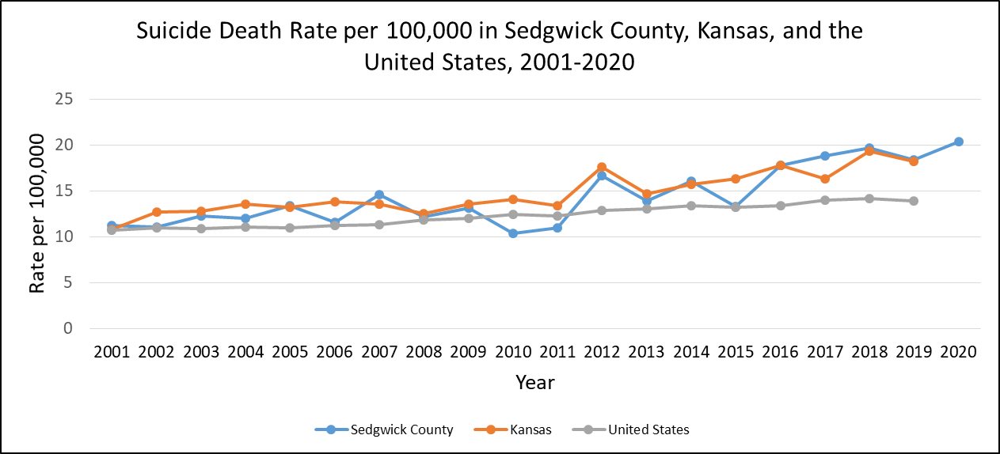 Suicide Death Rate per 100,000 in Sedgwick County, Kansas, and the
United States, 2001-2020
25
20
15
10
5
0
Rate per 100,000
2001 2002 2003 2004 2005 2006 2007 2008 2009 2010 2011 2012 2013 2014 2015 2016 2017 2018 2019 2020
Year
Sedgwick County Kansas United States